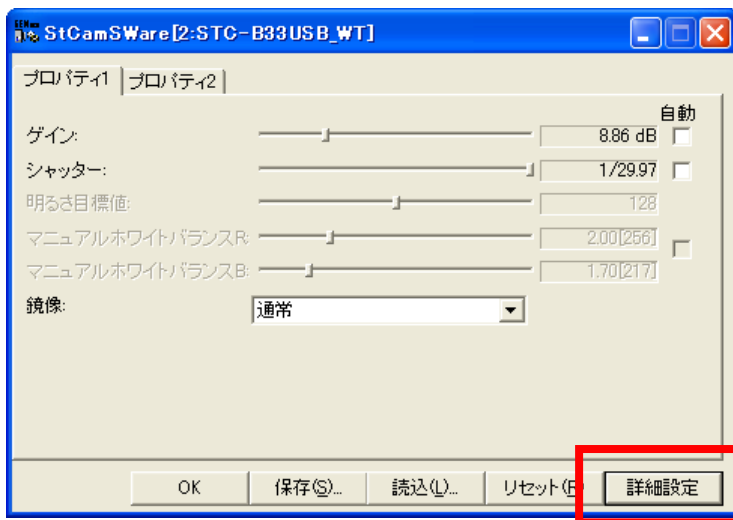 StCamSWare[2:STC-B33USB_WT]
プロパティ1 プロパティ2
自動
ゲイン: 8.86 dB
シャッター: 1/29.97
明るさ目標値: 128
マニュアルホワイトバランスR: 2.00[256]
マニュアルホワイトバランスB: 1.70[217]
鏡像: 通常
OK 保存(S)... 読込(L)... リセット( 詳細設定